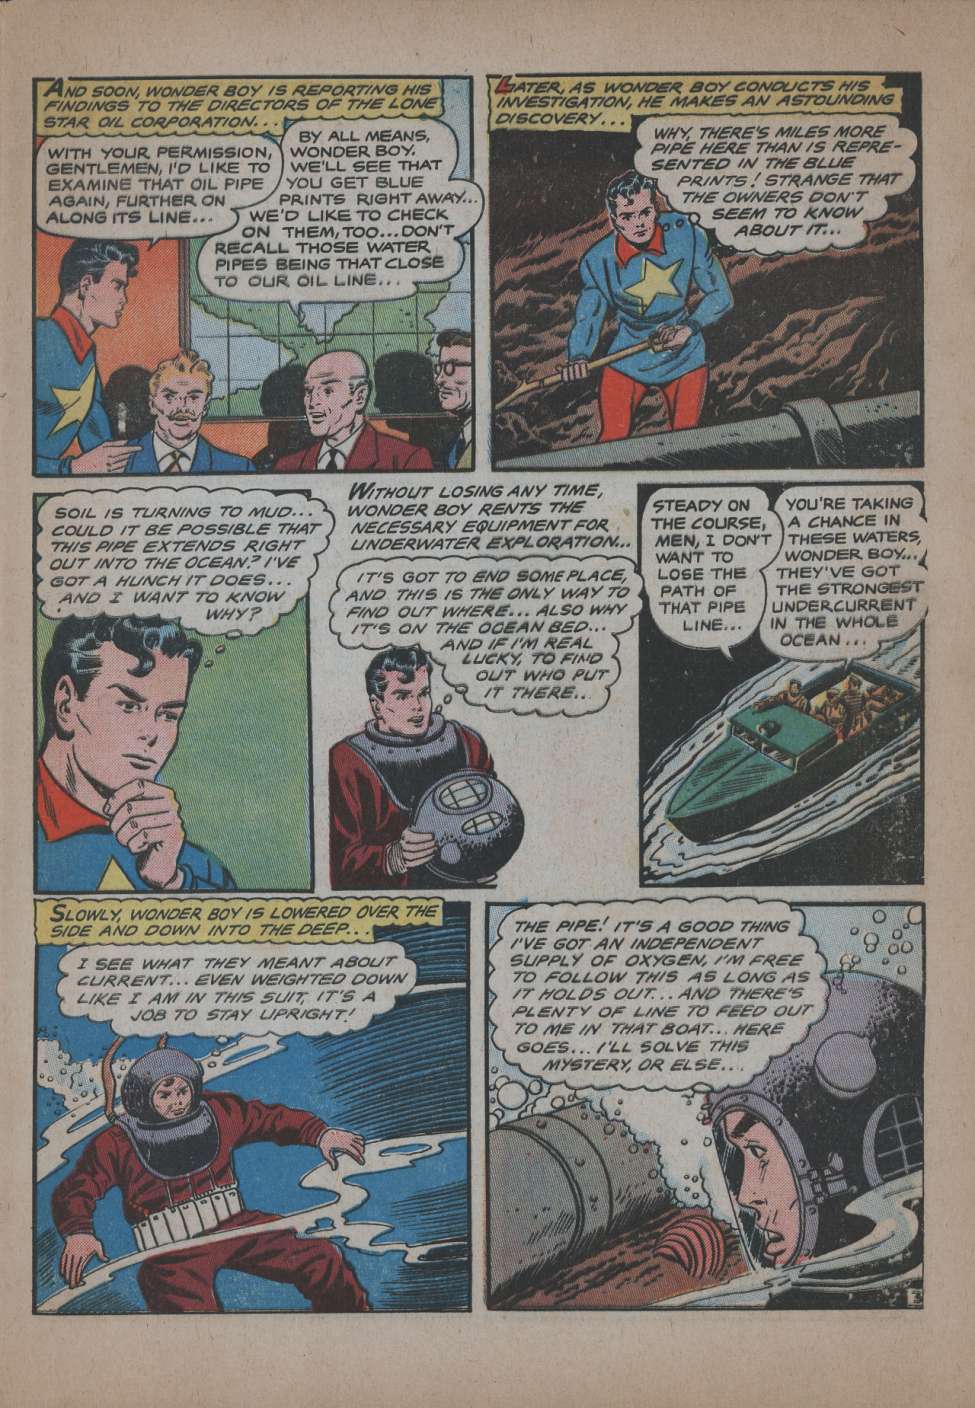 AND SOON, WONDER BOY IS REPORTING HIS
FINDINGS TO THE DIRECTORS OF THE LONE
STAR OIL CORPORATION...
WITH YOUR PERMISSION,
GENTLEMEN, I'D LIKE TO
EXAMINE THAT OIL PIPE
AGAIN, FURTHER ON
ALONG ITS LINE...
BY ALL MEANS,
WONDER BOY.
WE'LL SEE THAT
YOU GET BLUE
PRINTS RIGHT AWAY...
WE'D LIKE TO CHECK
ON THEM, TOO...DON'T
RECALL THOSE WATER
PIPES BEING THAT CLOSE
TO OUR OIL LINE...
LATER, AS WONDER BOY CONDUCTS HIS
INVESTIGATION, HE MAKES AN ASTOUNDING
DISCOVERY...
WHY, THERE'S MILES MORE
PIPE HERE THAN IS REPRE-
SENTED IN THE BLUE
PRINTS! STRANGE THAT
THE OWNERS DON'T
SEEM TO KNOW
ABOUT IT...
SOIL IS TURNING TO MUD...
COULD IT BE POSSIBLE THAT
THIS PIPE EXTENDS RIGHT
OUT INTO THE OCEAN? I'VE
GOT A HUNCH IT DOES...
AND I WANT TO KNOW
WHY?
WITHOUT LOSING ANY TIME,
WONDER BOY RENTS THE
NECESSARY EQUIPMENT FOR
UNDERWATER EXPLORATION...
IT'S GOT TO END SOMEPLACE,
AND THIS IS THE ONLY WAY TO
FIND OUT WHERE... ALSO WHY
IT'S ON THE OCEAN BED...
AND IF I'M REAL
LUCKY, TO FIND
OUT WHO PUT
IT THERE...
STEADY ON
THE COURSE,
MEN, I DON'T
WANT TO
LOSE THE
PATH OF
THAT PIPE
LINE...
YOU'RE TAKING
A CHANCE IN
THESE WATERS,
WONDER BOY...
THEY'VE GOT
THE STRONGEST
UNDERCURRENT
IN THE WHOLE
OCEAN...
SLOWLY, WONDER BOY IS LOWERED OVER THE
SIDE AND DOWN INTO THE DEEP...
I SEE WHAT THEY MEANT ABOUT
CURRENT... EVEN WEIGHTED DOWN
LIKE I AM IN THIS SUIT, IT'S A
JOB TO STAY UPRIGHT!
THE PIPE! IT'S A GOOD THING
I'VE GOT AN INDEPENDENT
SUPPLY OF OXYGEN, I'M FREE
TO FOLLOW THIS AS LONG AS
IT HOLDS OUT... AND THERE'S
PLENTY OF LINE TO FEED OUT
TO ME IN THAT BOAT... HERE
GOES... I'LL SOLVE THIS
MYSTERY, OR ELSE...
3